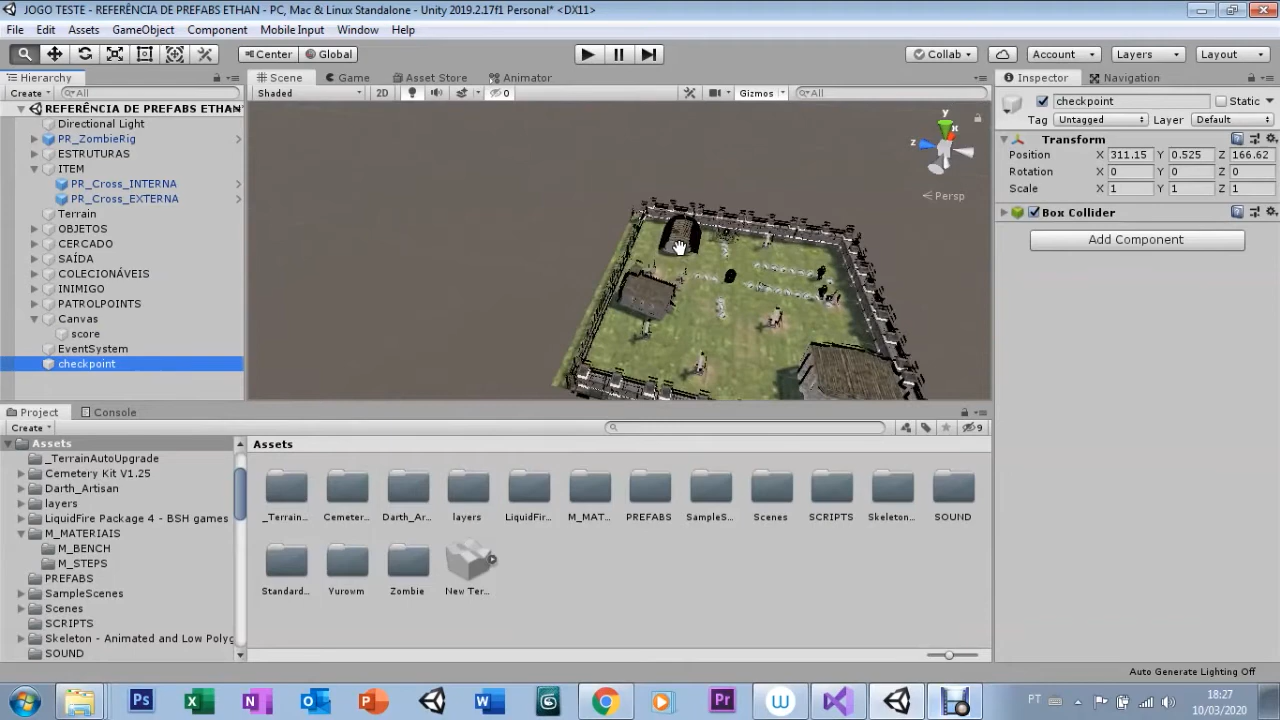 JOGO TESTE - REFERÊNCIA DE PREFABS ETHAN - PC, Mac & Linux Standalone - Unity 2019.2.17f1 Personal* <DX11>
File Edit Assets GameObject Component Mobile Input Window Help
Center Global Collab Account Layers Layout
Hierarchy Scene Game Asset Store Animator Inspector Navigation
Create All Shaded 2D 0 Gizmos All checkpoint Static
REFERÊNCIA DE PREFABS ETHAN
Tag Untagged Layer Default
Directional Light
PR_ZombieRig
ESTRUTURAS
ITEM
PR_Cross_INTERNA
PR_Cross_EXTERNA
Terrain
OBJETOS
CERCADO
SAÍDA
COLECIONÁVEIS
INIMIGO
PATROLPOINTS
Canvas
score
EventSystem
checkpoint
y
x
z
Persp
Transform
Position X 311.15 Y 0.525 Z 166.62
Rotation X 0 Y 0 Z 0
Scale X 1 Y 1 Z 1
Box Collider
Add Component
Project Console
Create 9
Assets
_TerrainAutoUpgrade
Cemetery Kit V1.25
Darth_Artisan
layers
LiquidFire Package 4 - BSH games
M_MATERIAIS
M_BENCH
M_STEPS
PREFABS
SampleScenes
Scenes
SCRIPTS
Skeleton - Animated and Low Polyg
SOUND
Assets
_Terrain... Cemeter... Darth_Ar... layers LiquidFir... M_MAT... PREFABS SampleS... Scenes SCRIPTS Skeleton... SOUND
Standard... Yurowm Zombie New Ter...
Auto Generate Lighting Off
PT 18:27
10/03/2020